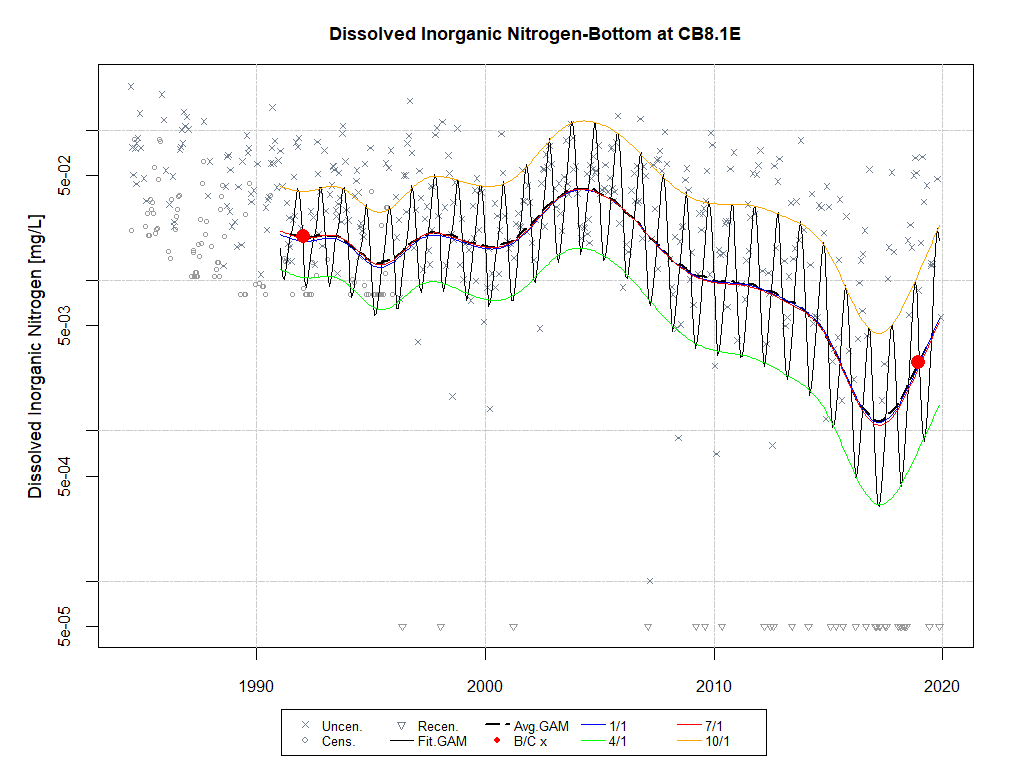 Dissolved Inorganic Nitrogen-Bottom at CB8.1E
Dissolved Inorganic Nitrogen [mg/L]
5e-02
5e-03
5e-04
5e-05
1990 2000 2010 2020
Uncen. Recen. Avg.GAM 1/1 7/1
Cens. Fit.GAM B/C x 4/1 10/1